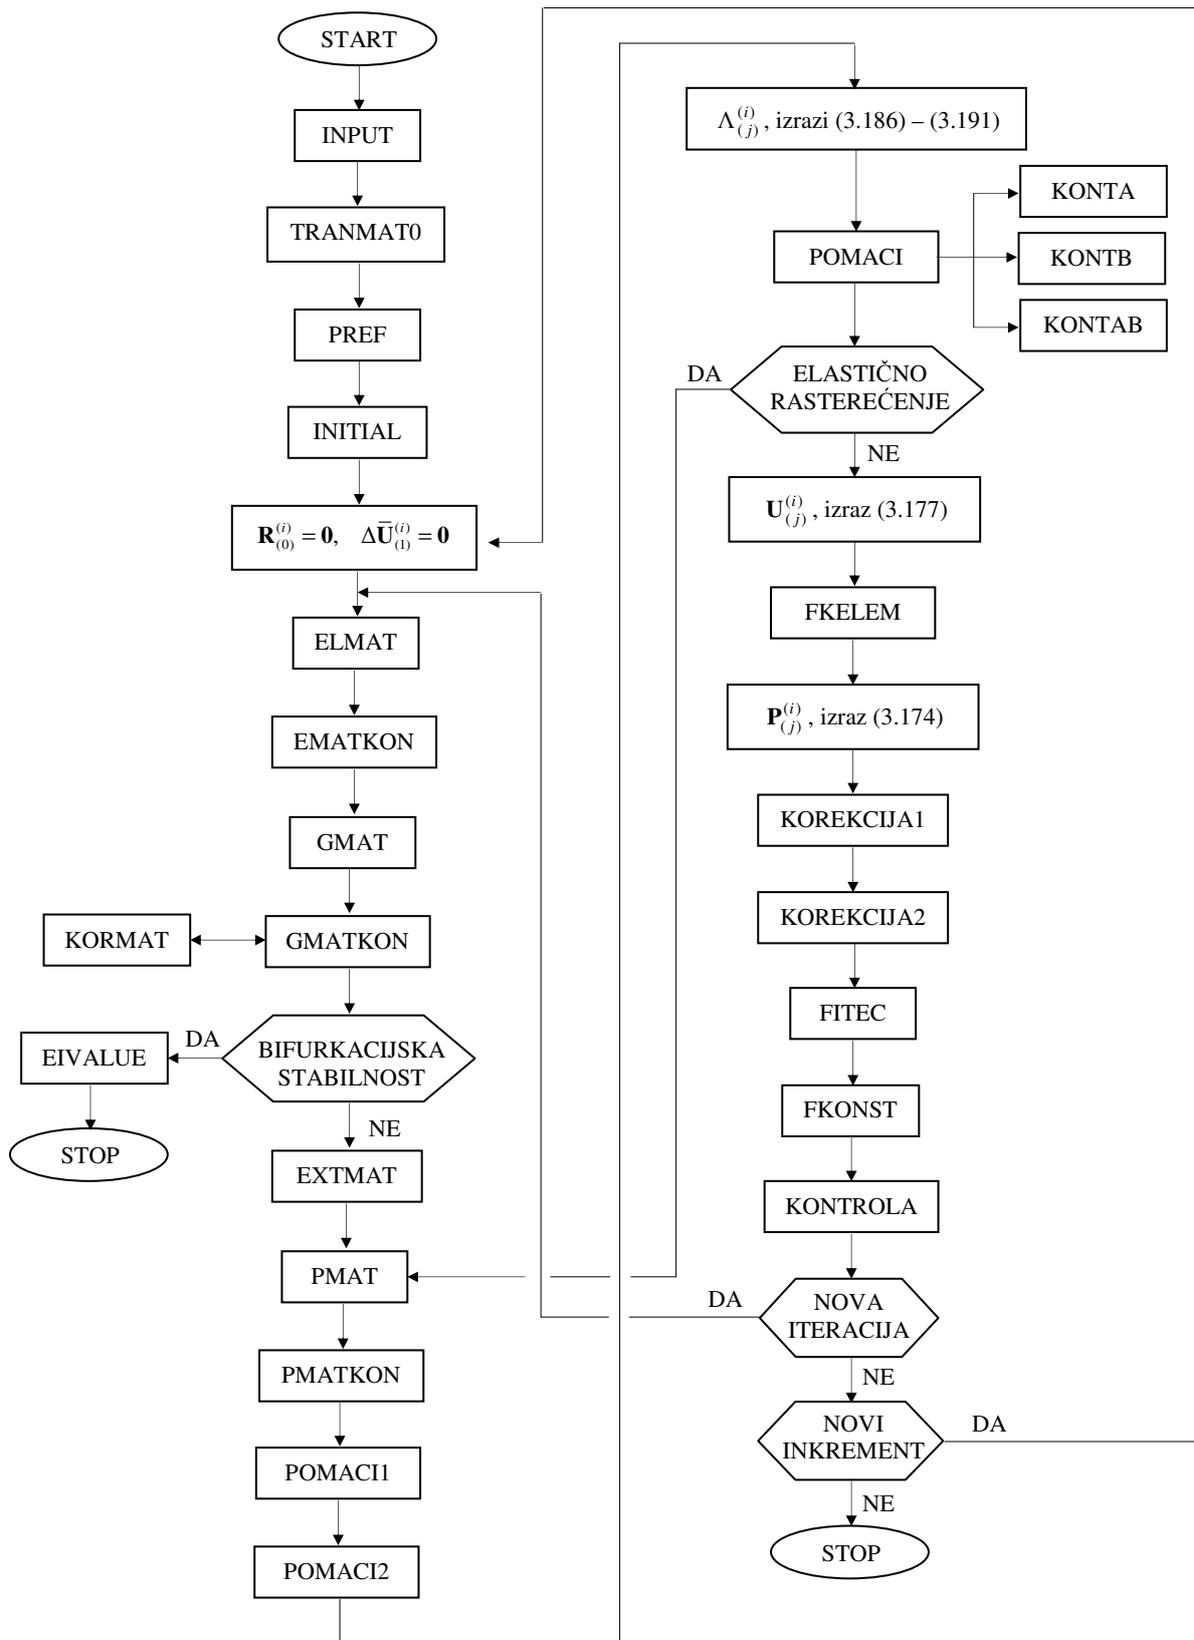 START
INPUT
TRANMAT0
PREF
INITIAL
R₍₀₎⁽ⁱ⁾ = 0, ΔU̅₍₁₎⁽ⁱ⁾ = 0
ELMAT
EMATKON
GMAT
KORMAT
GMATKON
BIFURKACIJSKA
STABILNOST
DA
EIVALUE
STOP
NE
EXTMAT
PMAT
PMATKON
POMACI1
POMACI2
Λ₍ⱼ₎⁽ⁱ⁾, izrazi (3.186) – (3.191)
POMACI
KONTA
KONTB
KONTAB
ELASTIČNO
RASTEREĆENJE
DA
NE
U₍ⱼ₎⁽ⁱ⁾, izraz (3.177)
FKELEM
P₍ⱼ₎⁽ⁱ⁾, izraz (3.174)
KOREKCIJA1
KOREKCIJA2
FITEC
FKONST
KONTROLA
NOVA
ITERACIJA
DA
NE
NOVI
INKREMENT
DA
NE
STOP